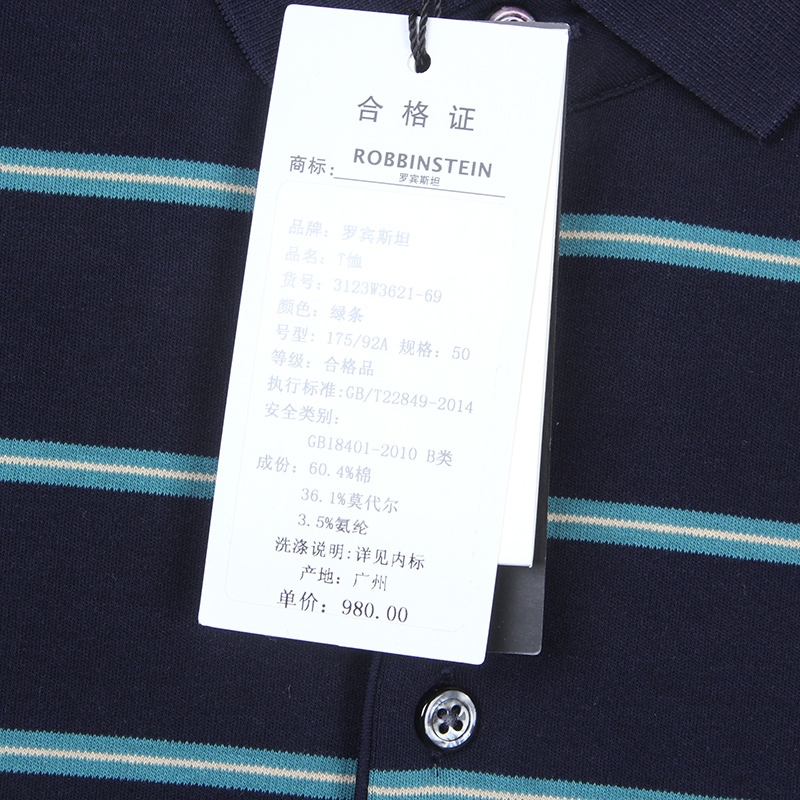 合格证
商标: ROBBINSTEIN
罗宾斯坦
品牌: 罗宾斯坦
品名: T恤
货号: 3123W3621-69
颜色: 绿条
号型: 175/92A 规格: 50
等级: 合格品
执行标准:GB/T22849-2014
安全类别:
GB18401-2010 B类
成份: 60.4%棉
36.1%莫代尔
3.5%氨纶
洗涤说明:详见内标
产地: 广州
单价: 980.00